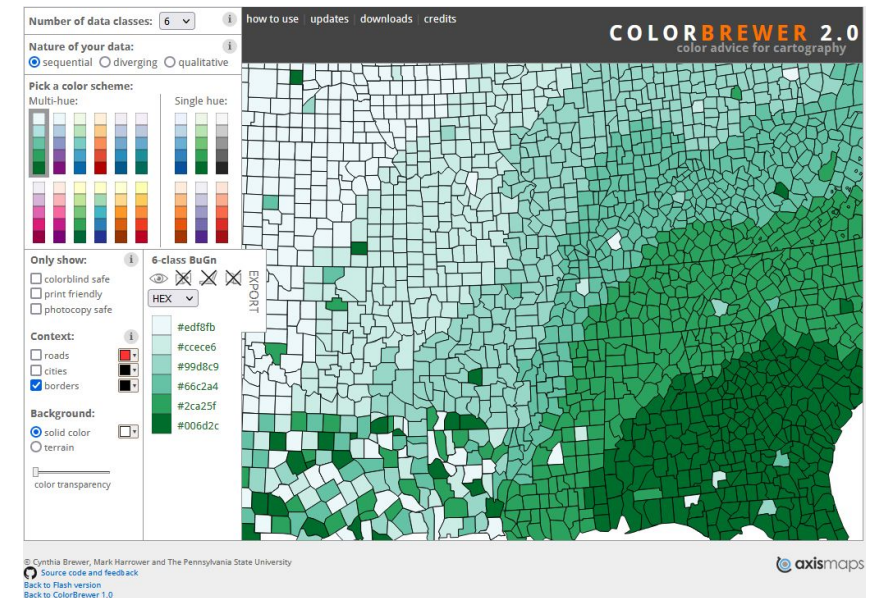 Number of data classes: 6 i
how to use | updates | downloads | credits
COLORBREWER 2.0
color advice for cartography
Nature of your data: i
sequential diverging qualitative
Pick a color scheme:
Multi-hue: Single hue:
Only show: i
colorblind safe
print friendly
photocopy safe
Context: i
roads
cities
borders
Background:
solid color
terrain
color transparency
6-class BuGn
EXPORT
HEX
#edf8fb
#ccece6
#99d8c9
#66c2a4
#2ca25f
#006d2c
© Cynthia Brewer, Mark Harrower and The Pennsylvania State University
Source code and feedback
Back to Flash version
Back to ColorBrewer 1.0
axismaps